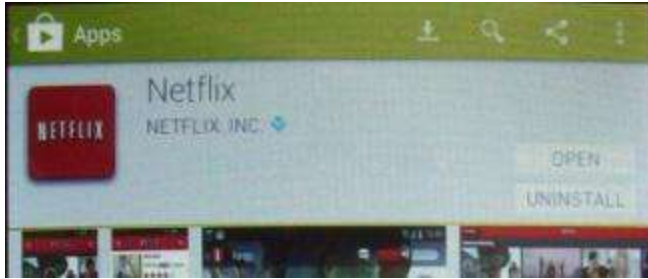 Apps
Netflix
NETFLIX
NETFLIX, INC.
OPEN
UNINSTALL